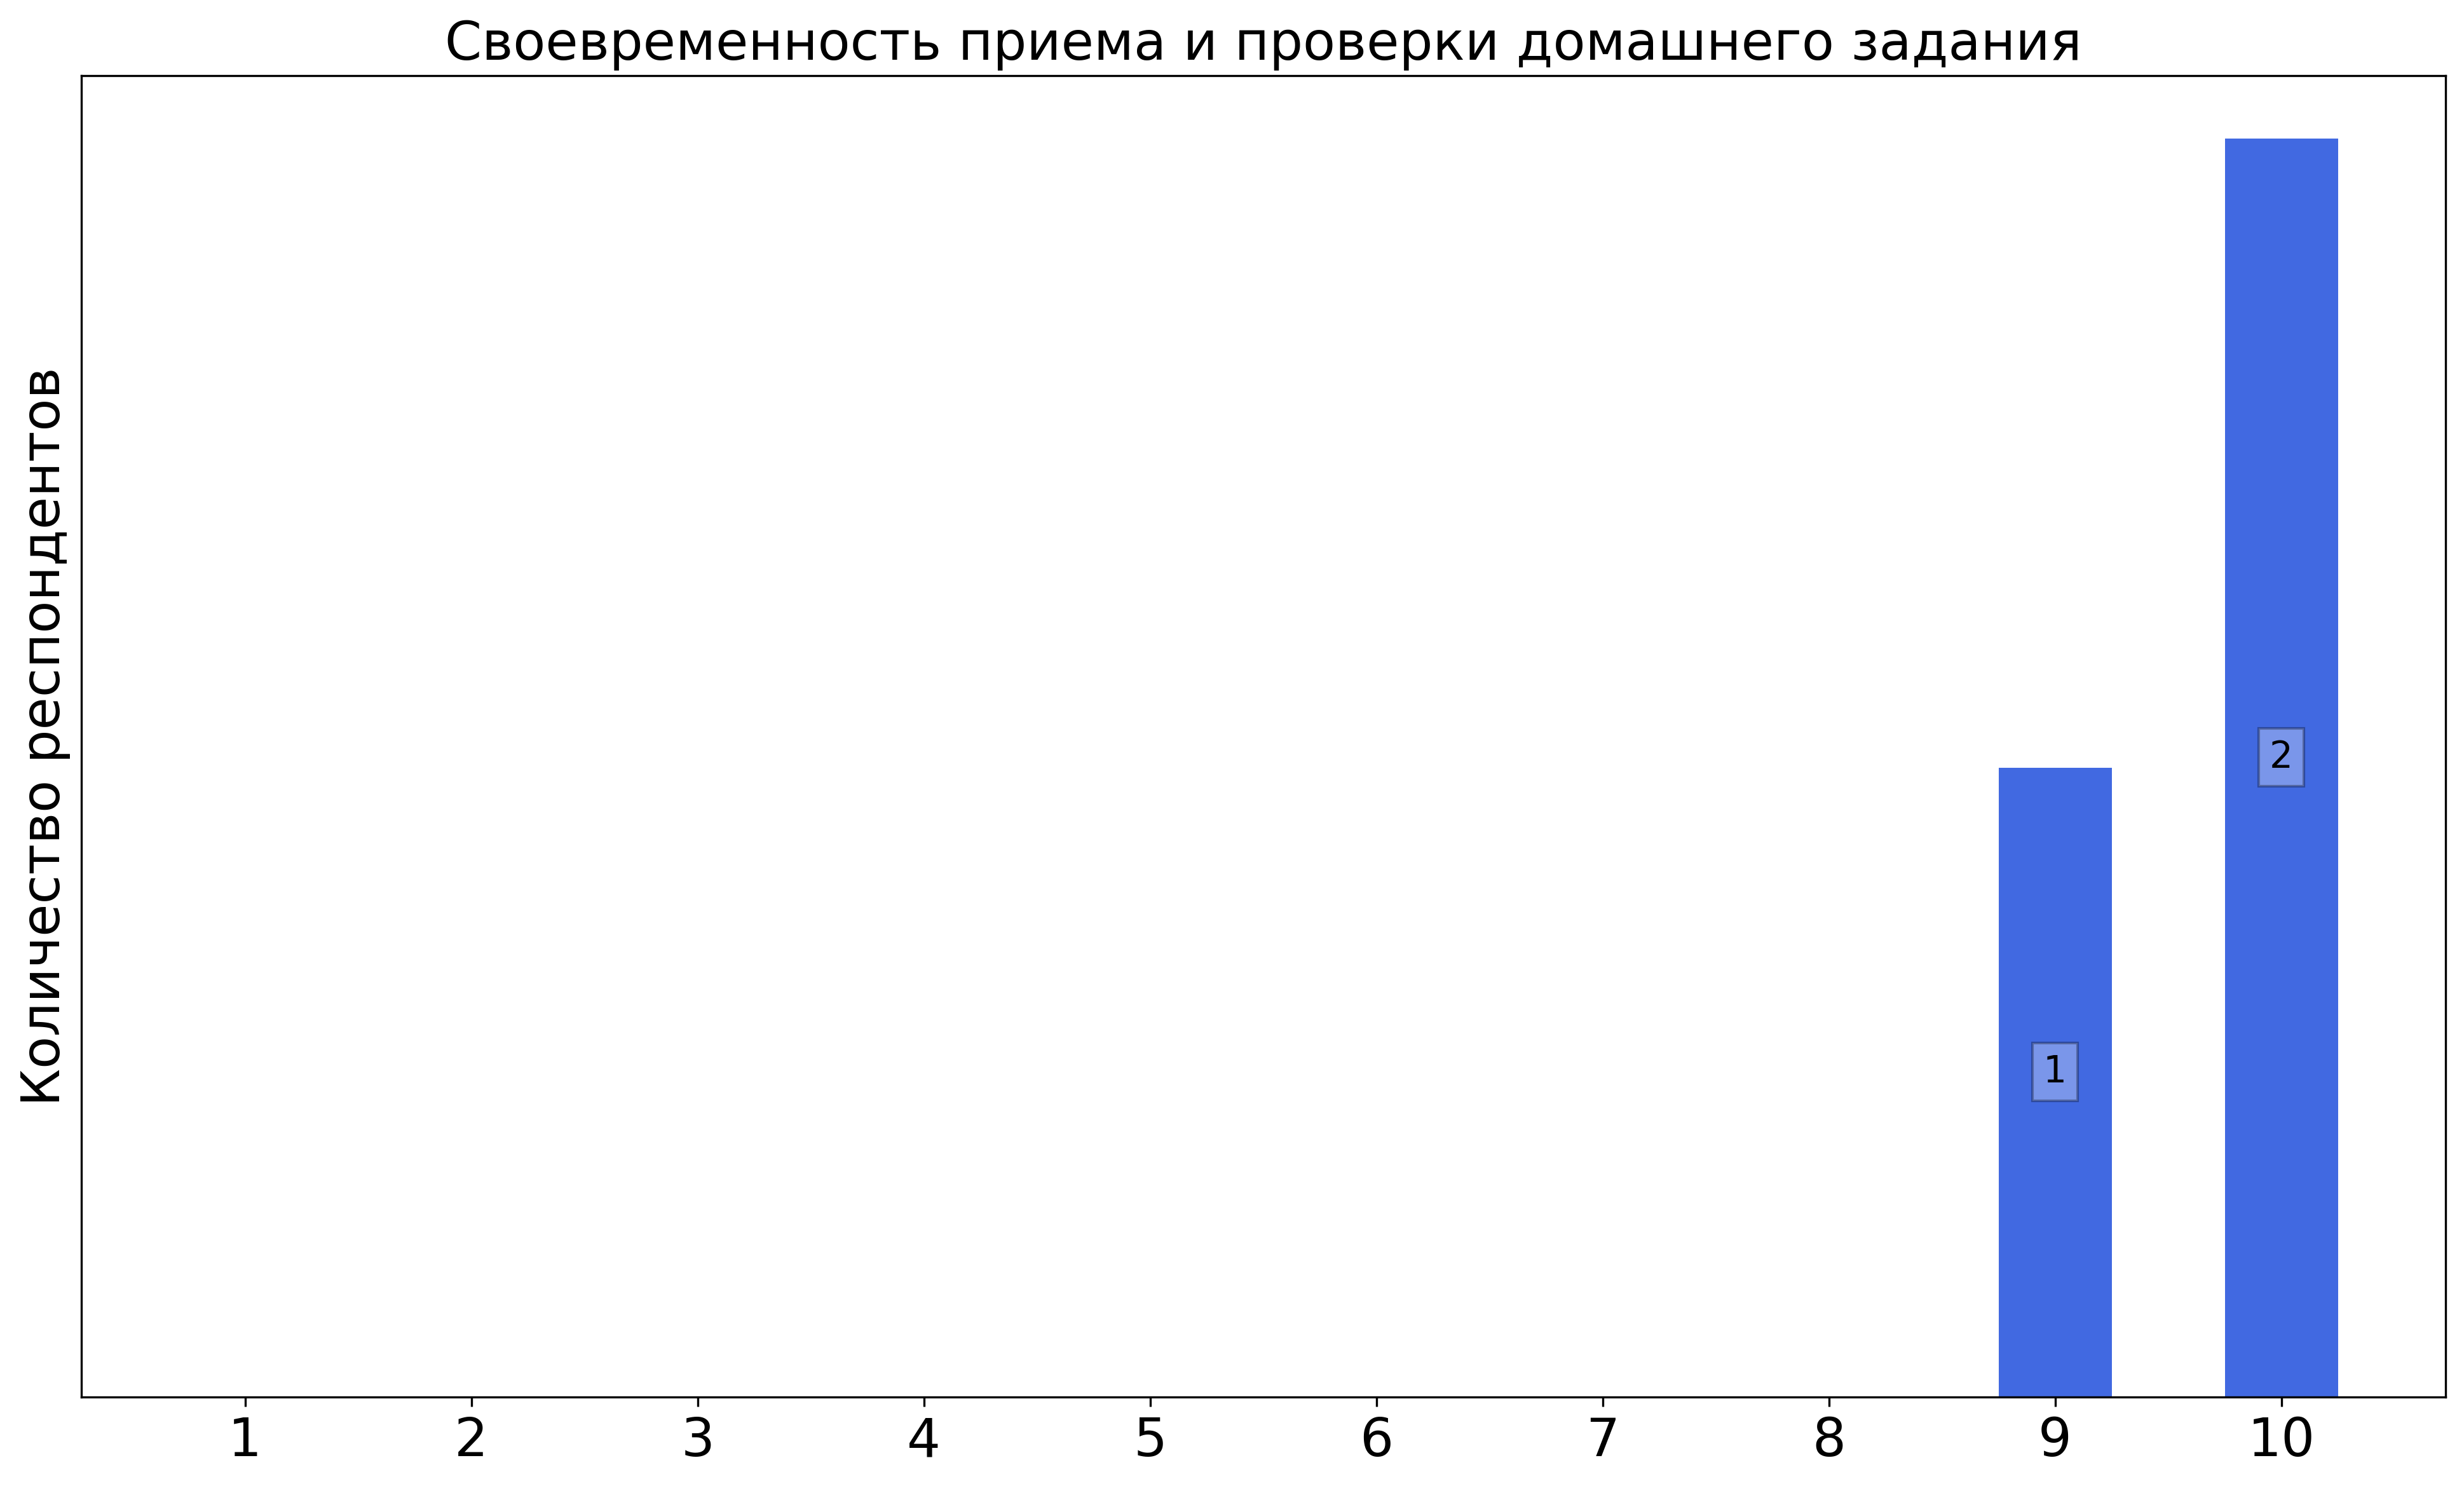 Своевременность приема и проверки домашнего задания
Количество респондентов
2
1
1 2 3 4 5 6 7 8 9 10